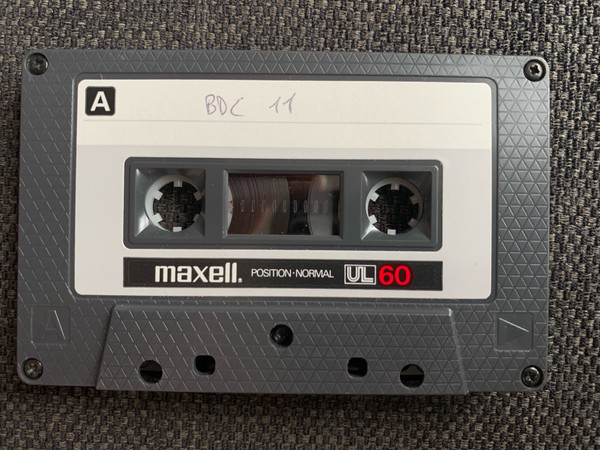 A
BDC 11
maxell. POSITION·NORMAL UL 60
A